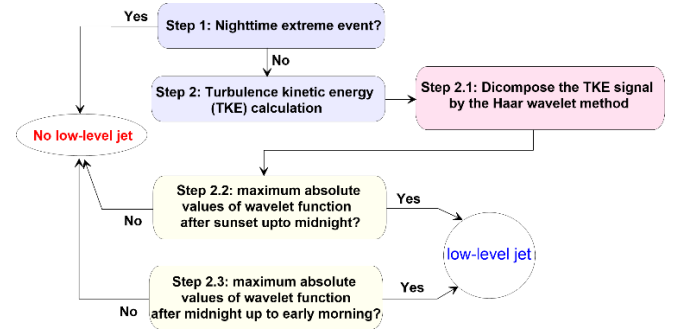 Yes
Step 1: Nighttime extreme event?
No
Step 2: Turbulence kinetic energy
(TKE) calculation
Step 2.1: Dicompose the TKE signal
by the Haar wavelet method
No low-level jet
Step 2.2: maximum absolute
values of wavelet function
after sunset upto midnight?
No
Yes
low-level jet
Step 2.3: maximum absolute
values of wavelet function
after midnight up to early morning?
No
Yes